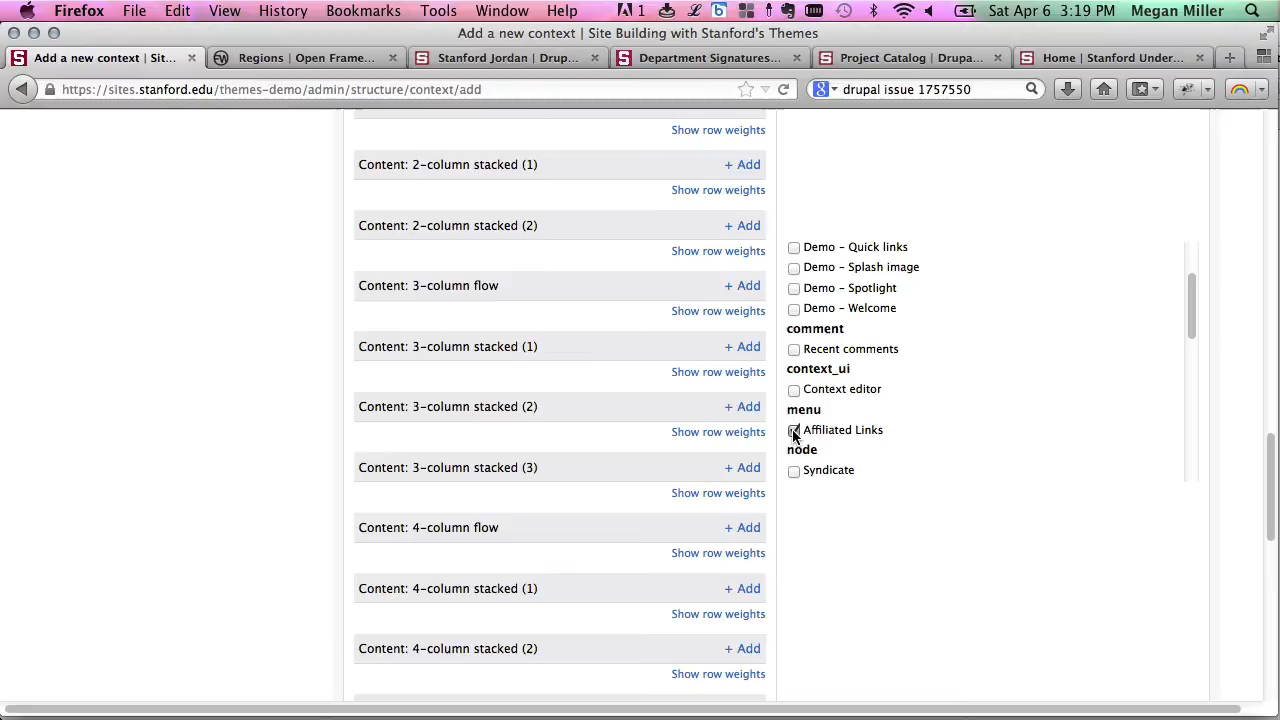 Firefox File Edit View History Bookmarks Tools Window Help 1 Sat Apr 6 3:19 PM Megan Miller
Add a new context | Site Building with Stanford's Themes
Add a new context | Sit... Regions | Open Frame... Stanford Jordan | Drup... Department Signatures... Project Catalog | Drupa... Home | Stanford Under...
https://sites.stanford.edu/themes-demo/admin/structure/context/add drupal issue 1757550
Show row weights
Content: 2-column stacked (1) + Add
Show row weights
Content: 2-column stacked (2) + Add
Show row weights
Content: 3-column flow + Add
Show row weights
Content: 3-column stacked (1) + Add
Show row weights
Content: 3-column stacked (2) + Add
Show row weights
Content: 3-column stacked (3) + Add
Show row weights
Content: 4-column flow + Add
Show row weights
Content: 4-column stacked (1) + Add
Show row weights
Content: 4-column stacked (2) + Add
Show row weights
Demo - Quick links
Demo - Splash image
Demo - Spotlight
Demo - Welcome
comment
Recent comments
context_ui
Context editor
menu
Affiliated Links
node
Syndicate